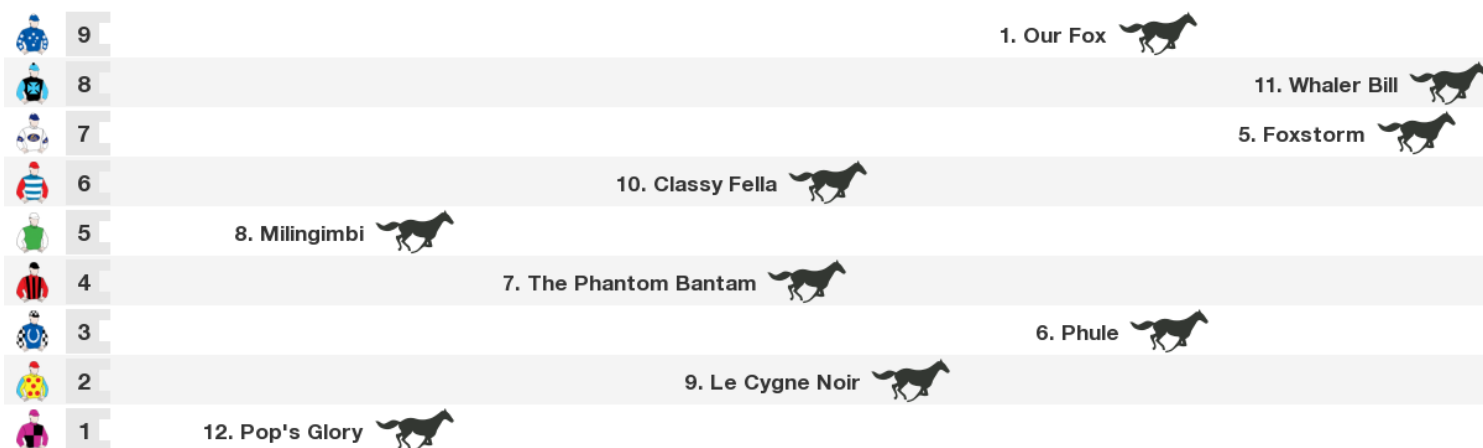 9 1. Our Fox
8 11. Whaler Bill
7 5. Foxstorm
6 10. Classy Fella
5 8. Milingimbi
4 7. The Phantom Bantam
3 6. Phule
2 9. Le Cygne Noir
1 12. Pop's Glory